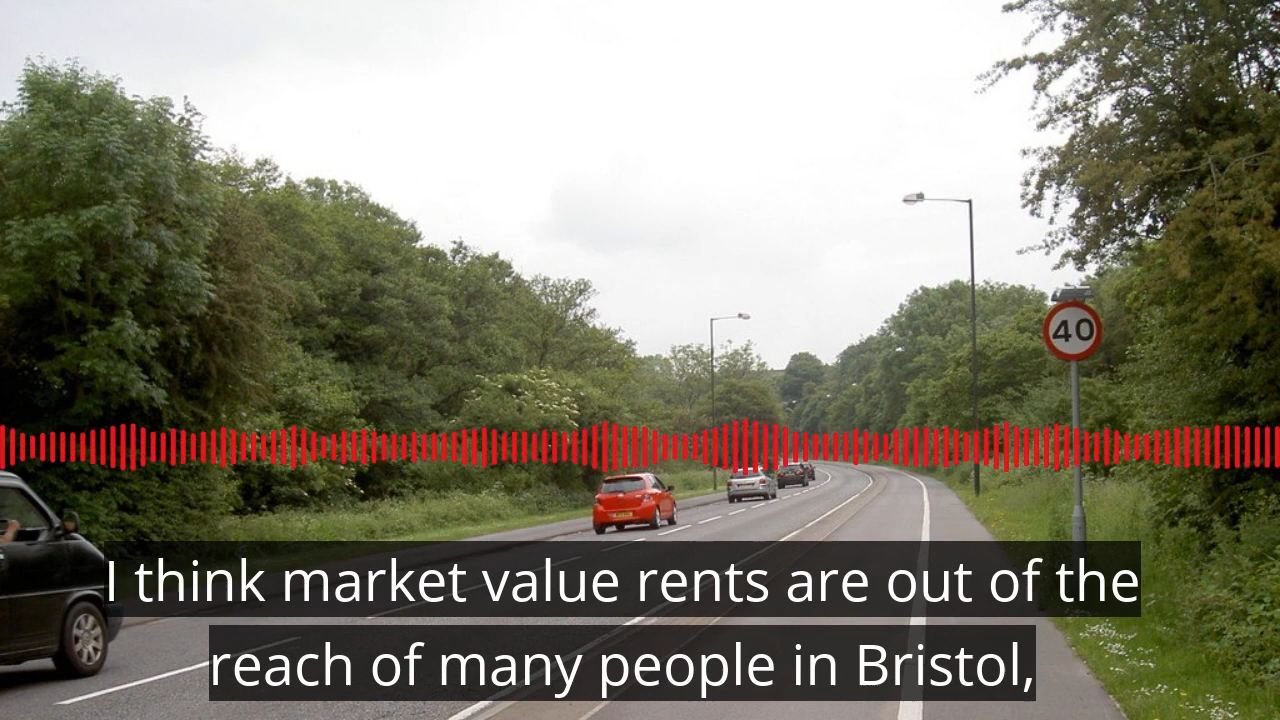 40
I think market value rents are out of the
reach of many people in Bristol,